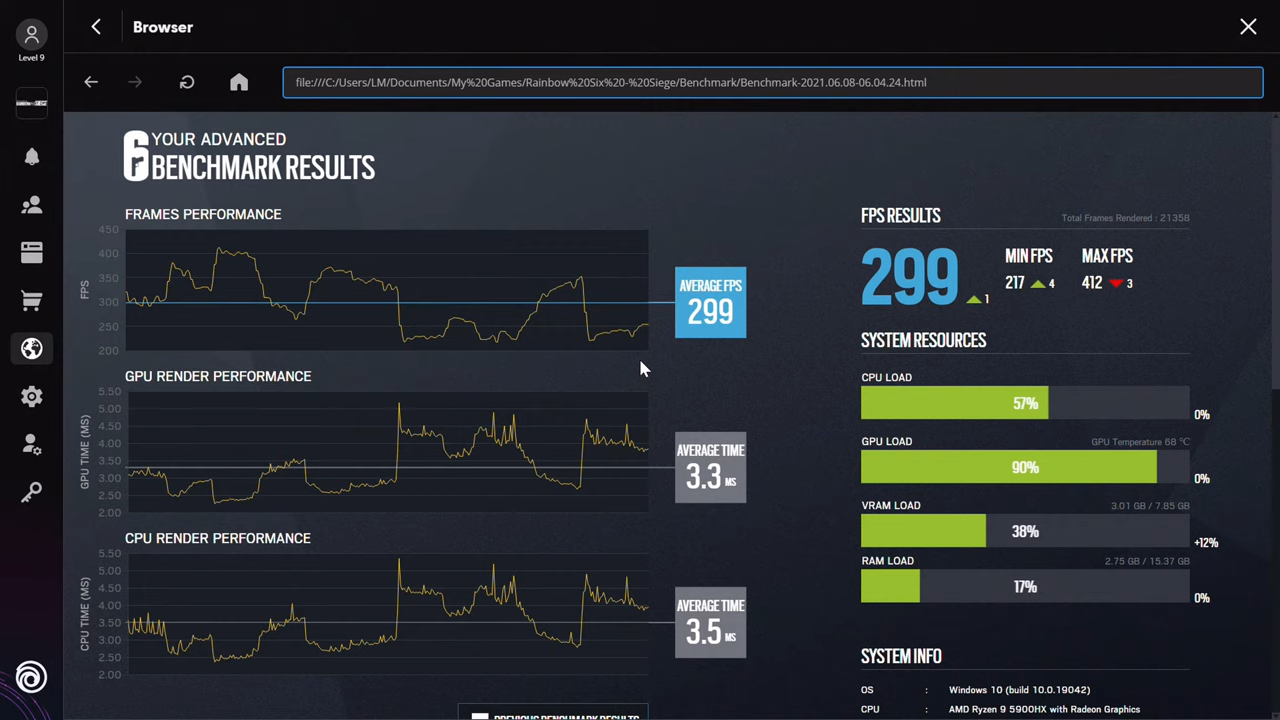 Level 9
Browser
file:///C:/Users/LM/Documents/My%20Games/Rainbow%20Six%20-%20Siege/Benchmark/Benchmark-2021.06.08-06.04.24.html
YOUR ADVANCED
BENCHMARK RESULTS
FRAMES PERFORMANCE
450
400
350
300
250
200
FPS
AVERAGE FPS
299
GPU RENDER PERFORMANCE
5.50
4.50
4.00
3.50
3.00
2.50
2.00
GPU TIME (MS)
AVERAGE TIME
3.3 MS
CPU RENDER PERFORMANCE
5.50
5.00
4.50
4.00
3.50
3.00
2.00
CPU TIME (MS)
AVERAGE TIME
3.5 MS
PREVIOUS BENCHMARK RESULTS
FPS RESULTS
Total Frames Rendered : 21358
299
1
MIN FPS
217 4
MAX FPS
412 3
SYSTEM RESOURCES
CPU LOAD
57%
0%
GPU LOAD
GPU Temperature 68 °C
90%
0%
VRAM LOAD
3.01 GB / 7.85 GB
38%
+12%
RAM LOAD
2.75 GB / 15.37 GB
17%
0%
SYSTEM INFO
OS : Windows 10 (build 10.0.19042)
CPU : AMD Ryzen 9 5900HX with Radeon Graphics